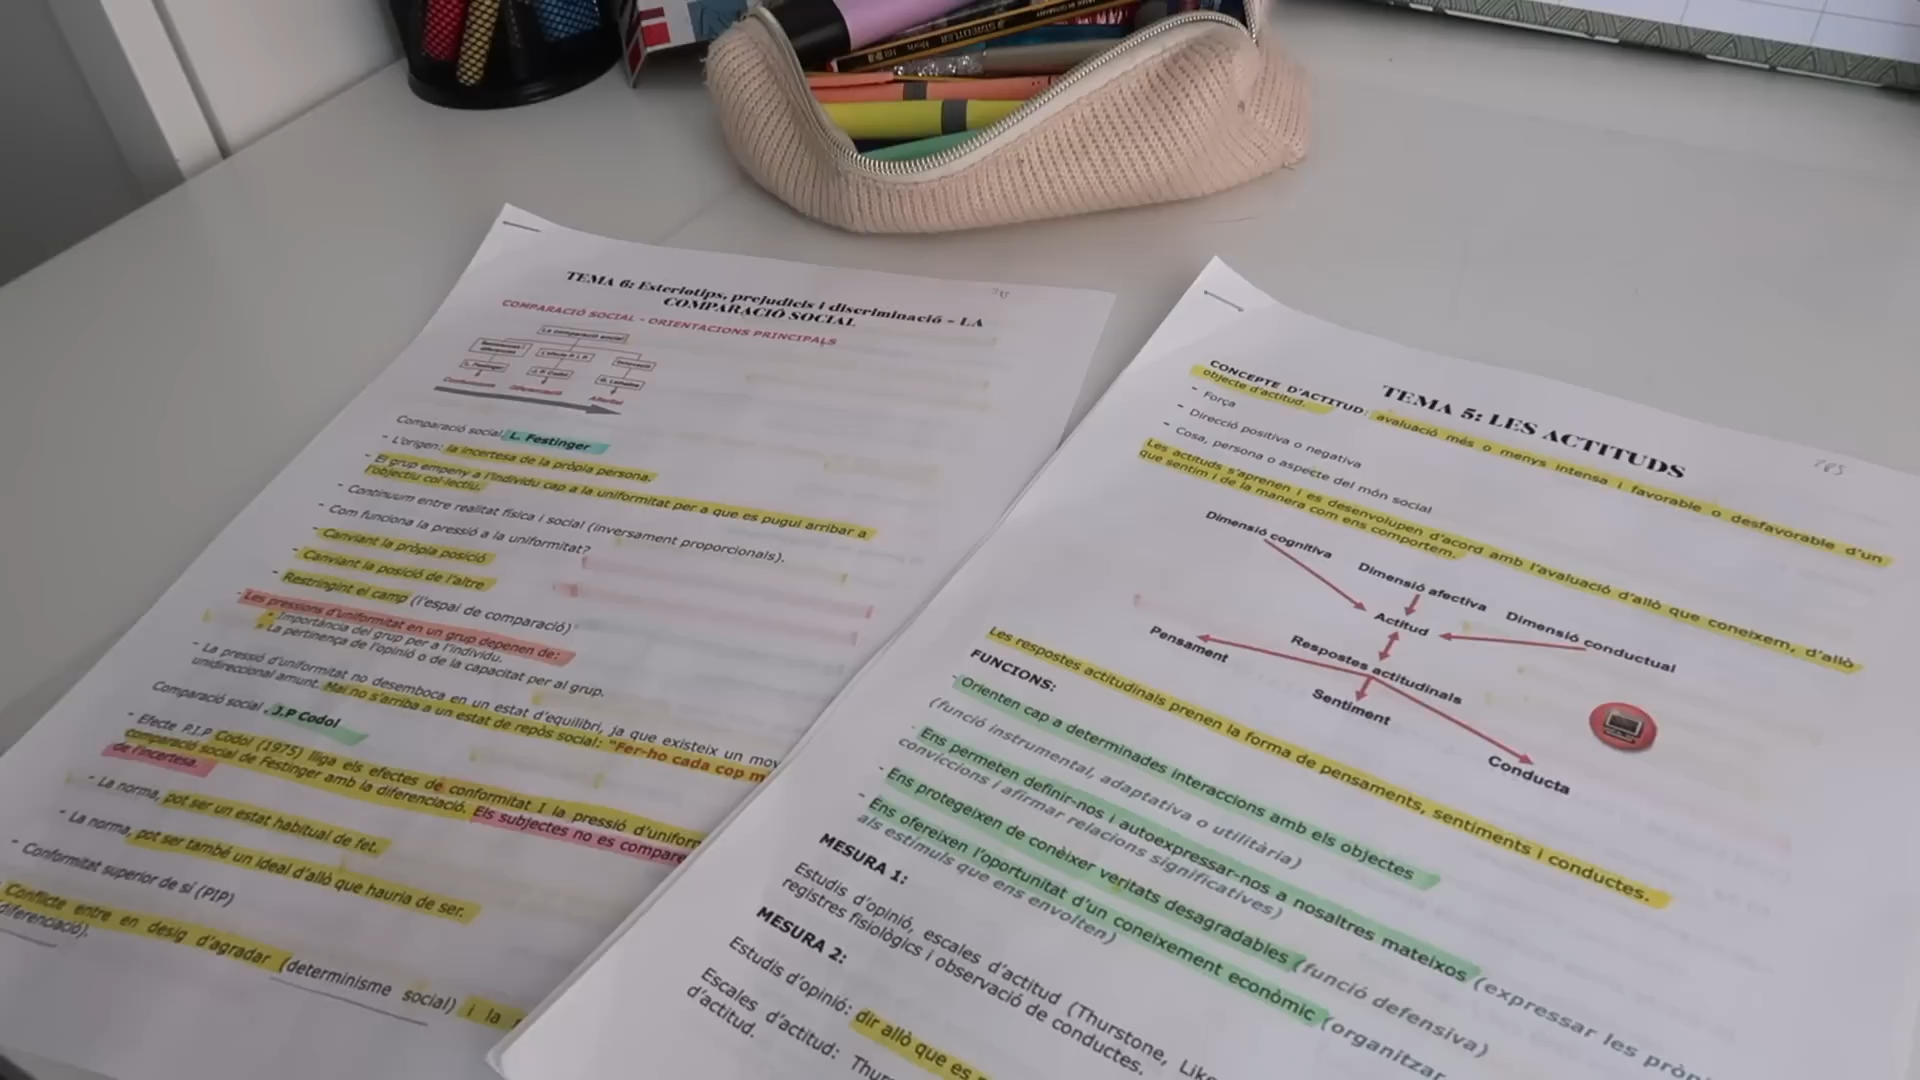 TEMA 6: Esteriotips, prejudicis i discriminació - LA
COMPARACIÓ SOCIAL
COMPARACIÓ SOCIAL - ORIENTACIONS PRINCIPALS
La comparació social
L. Festinger
J.P. Codol
Comparació social L. Festinger
- L'origen: la incertesa de la pròpia persona.
- El grup empeny a l'individu cap a la uniformitat per a que es pugui arribar a
l'objectiu col·lectiu.
- Continuum entre realitat física i social (inversament proporcionals).
- Com funciona la pressió a la uniformitat?
- Canviant la pròpia posició
- Canviant la posició de l'altre
- Restringint el camp (l'espai de comparació)
- Les pressions d'uniformitat en un grup depenen de:
* Importància del grup per a l'individu.
* La pertinença de l'opinió o de la capacitat per al grup.
- La pressió d'uniformitat no desemboca en un estat d'equilibri, ja que existeix un mov
unidireccional amunt. Mai no s'arriba a un estat de repòs social: "Fer-ho cada cop m
Comparació social J.P Codol
- Efecte P.I.P Codol (1975) lliga els efectes de conformitat I la pressió d'uniform
comparació social de Festinger amb la diferenciació. Els subjectes no es compare
de l'incertesa.
- La norma, pot ser un estat habitual de fet.
- La norma, pot ser també un ideal d'allò que hauria de ser.
- Conformitat superior de si (PIP)
Conflicte entre en desig d'agradar (determinisme social) i la
diferenciació).
TEMA 5: LES ACTITUDS
CONCEPTE D'ACTITUD: avaluació més o menys intensa i favorable o desfavorable d'un
objecte d'actitud.
- Força
- Direcció positiva o negativa
- Cosa, persona o aspecte del món social
Les actituds s'aprenen i es desenvolupen d'acord amb l'avaluació d'allò que coneixem, d'allò
que sentim i de la manera com ens comportem.
Dimensió cognitiva
Dimensió afectiva
Dimensió conductual
Actitud
Pensament
Respostes actitudinals
Sentiment
Conducta
Les respostes actitudinals prenen la forma de pensaments, sentiments i conductes.
FUNCIONS:
- Orienten cap a determinades interaccions amb els objectes
(funció instrumental, adaptativa o utilitària)
- Ens permeten definir-nos i autoexpressar-nos a nosaltres mateixos (expressar les pròp
conviccions i afirmar relacions significatives)
- Ens protegeixen de conèixer veritats desagradables (funció defensiva)
- Ens ofereixen l'oportunitat d'un coneixement econòmic (organitzar
als estímuls que ens envolten)
MESURA 1:
Estudis d'opinió, escales d'actitud (Thurstone, Like
registres fisiològics i observació de conductes.
MESURA 2:
Estudis d'opinió: dir allò que es
Escales d'actitud: Thur
d'actitud.